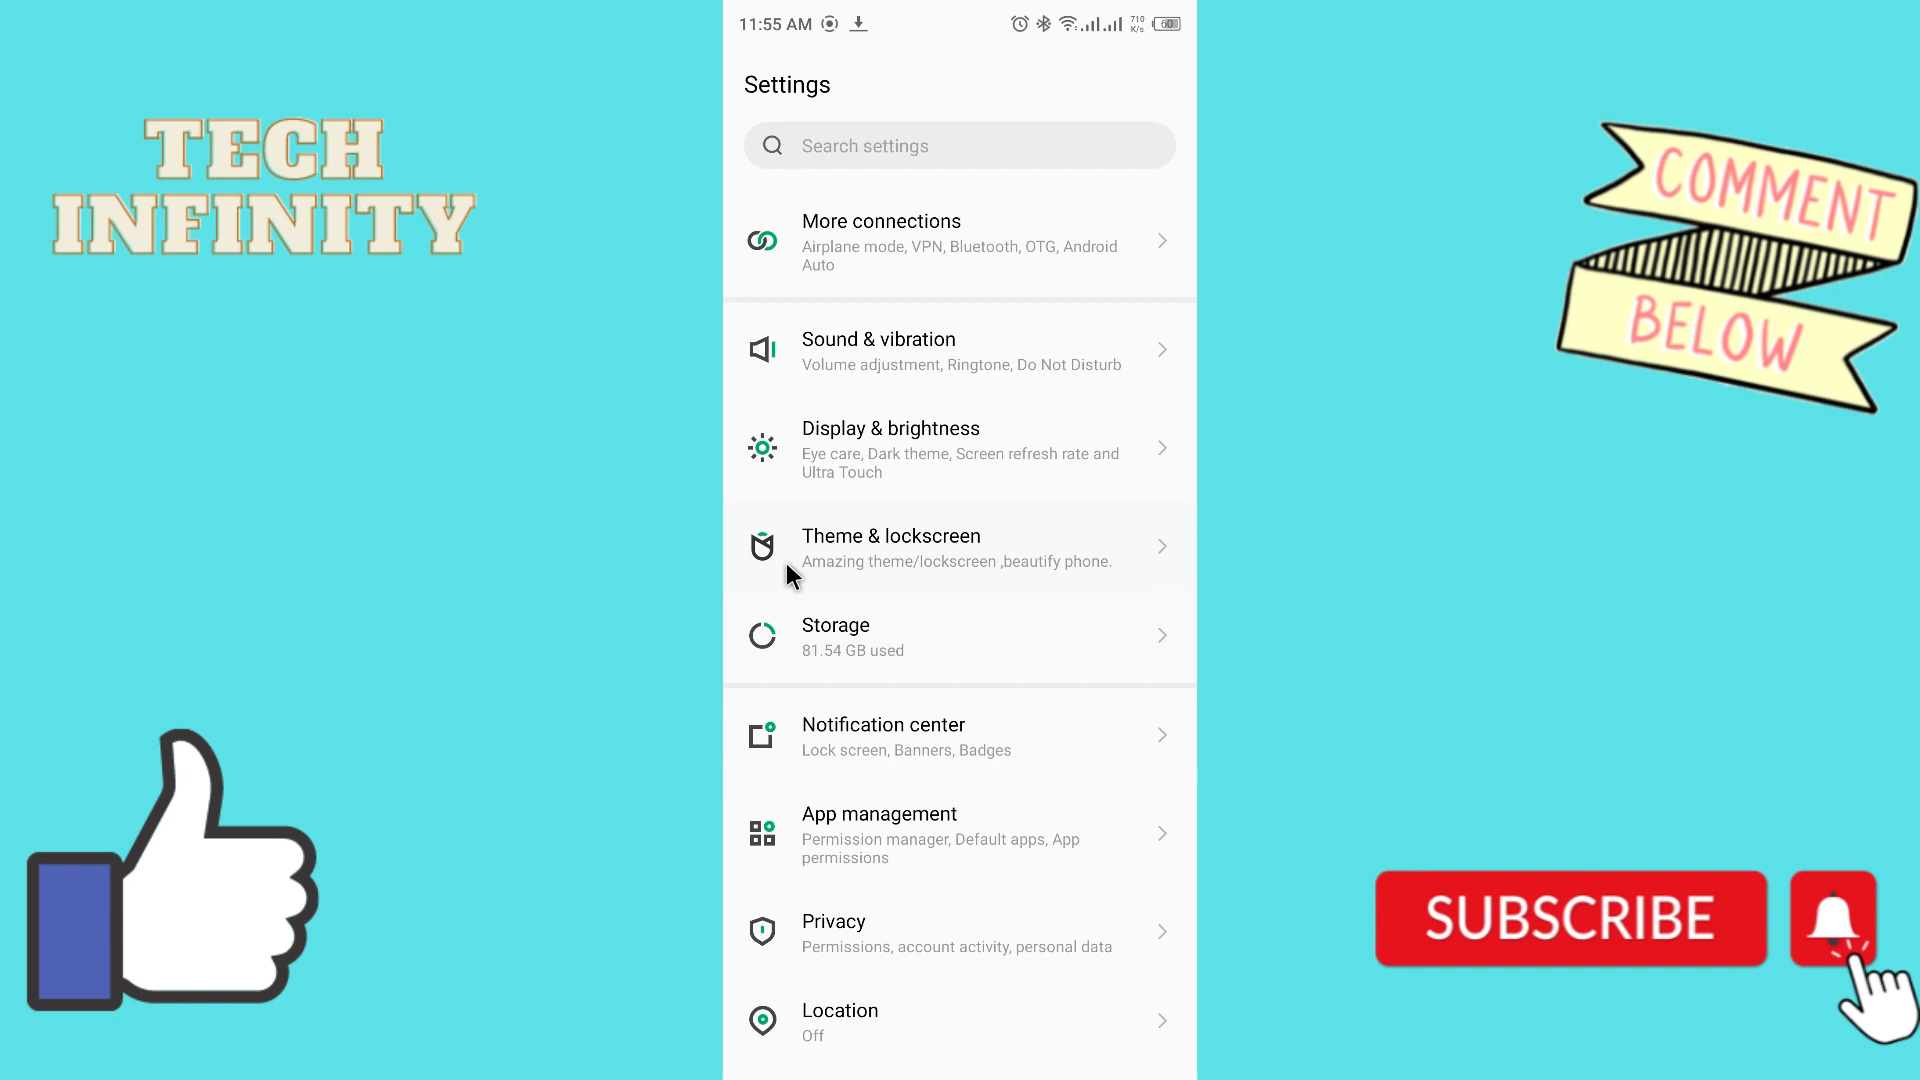 11:55 AM
710
K/s
60
Settings
Search settings
More connections
Airplane mode, VPN, Bluetooth, OTG, Android
Auto
Sound & vibration
Volume adjustment, Ringtone, Do Not Disturb
Display & brightness
Eye care, Dark theme, Screen refresh rate and
Ultra Touch
Theme & lockscreen
Amazing theme/lockscreen ,beautify phone.
Storage
81.54 GB used
Notification center
Lock screen, Banners, Badges
App management
Permission manager, Default apps, App
permissions
Privacy
Permissions, account activity, personal data
Location
Off
TECH
INFINITY
COMMENT
BELOW
SUBSCRIBE